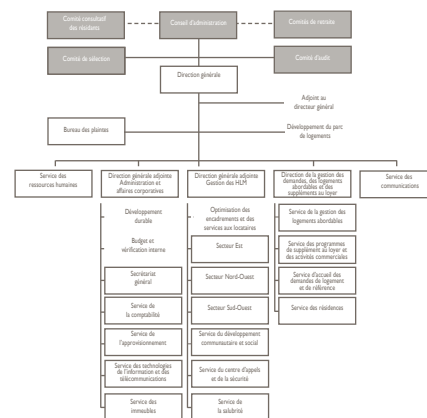 Comité consultatif
des résidents
Conseil d'administration
Comités de retraite
Comité de sélection
Comité d'audit
Direction générale
Adjoint au
directeur général
Bureau des plaintes
Développement du parc
de logements
Service des
ressources humaines
Direction générale adjointe
Administration et
affaires corporatives
Direction générale adjointe
Gestion des HLM
Direction de la gestion des
demandes, des logements
abordables et des
suppléments au loyer
Service des
communications
Développement
durable
Budget et
vérification interne
Secrétariat
général
Service de
la comptabilité
Service de
l'approvisionnement
Service des technologies
de l'information et des
télécommunications
Service des
immeubles
Optimisation des
encadrements et des
services aux locataires
Secteur Est
Secteur Nord-Ouest
Secteur Sud-Ouest
Service du développement
communautaire et social
Service du centre d'appels
et de la sécurité
Service de
la salubrité
Service de la gestion des
logements abordables
Service des programmes
de supplément au loyer et
des activités commerciales
Service d'accueil des
demandes de logement
et de référence
Service des résidences